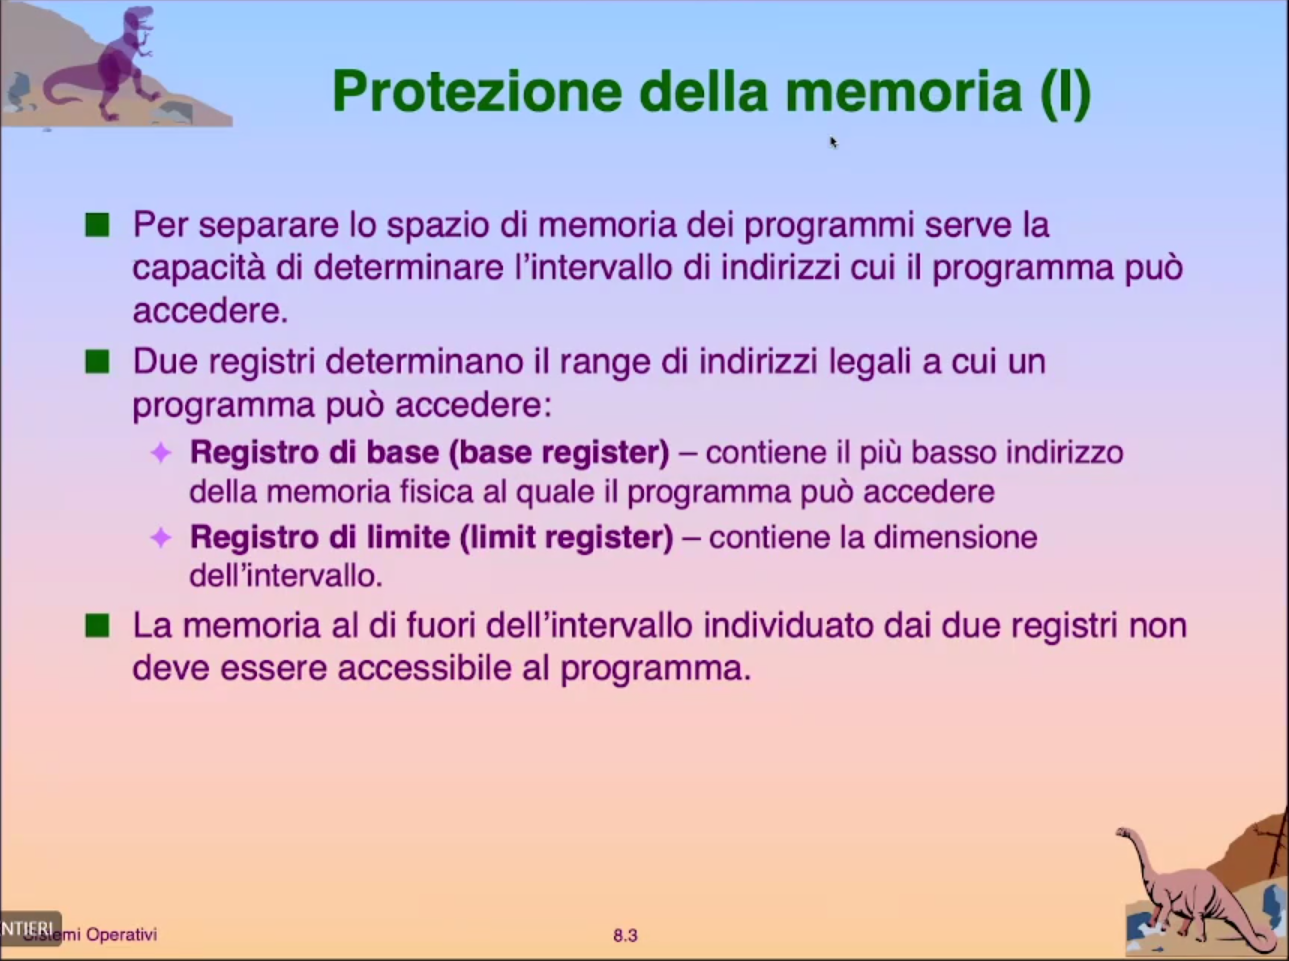 Protezione della memoria (I)
Per separare lo spazio di memoria dei programmi serve la
capacità di determinare l'intervallo di indirizzi cui il programma può
accedere.
Due registri determinano il range di indirizzi legali a cui un
programma può accedere:
Registro di base (base register) – contiene il più basso indirizzo
della memoria fisica al quale il programma può accedere
Registro di limite (limit register) – contiene la dimensione
dell'intervallo.
La memoria al di fuori dell'intervallo individuato dai due registri non
deve essere accessibile al programma.
NTIERI
Sistemi Operativi
8.3